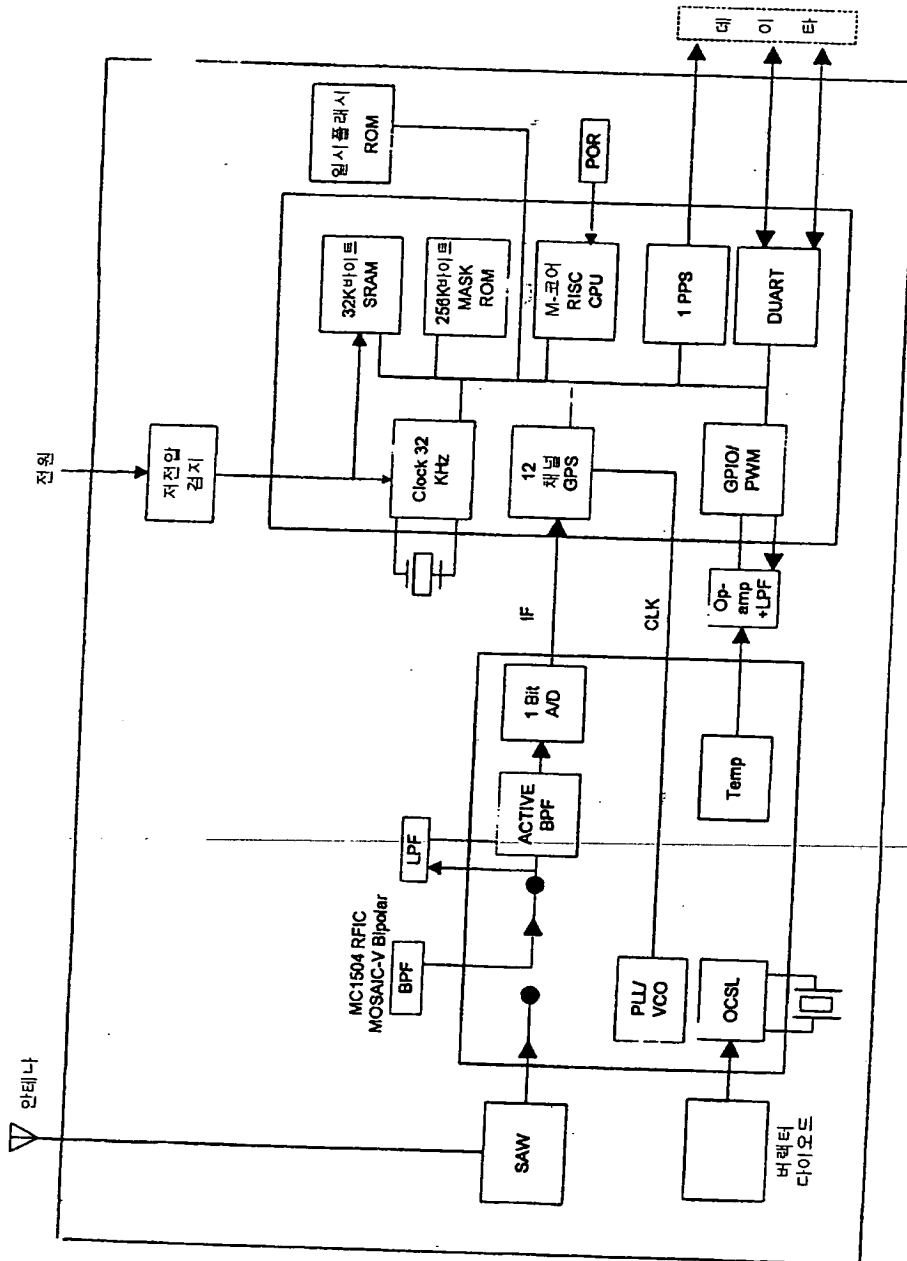 안테나
전원
저전압
검지
일시플래시
ROM
32K바이트
SRAM
256K바이트
MASK
ROM
M-코어
RISC
CPU
POR
1 PPS
DUART
데 이 타
Clock 32
KHz
12
채널
GPS
GPIO/
PWM
Op-
amp
+LPF
IF
CLK
1 Bit
A/D
ACTIVE
BPF
LPF
MC1504 RFIC
MOSAIC-V Bipolar
BPF
Temp
PLL/
VCO
OCSL
SAW
버랙터
다이오드